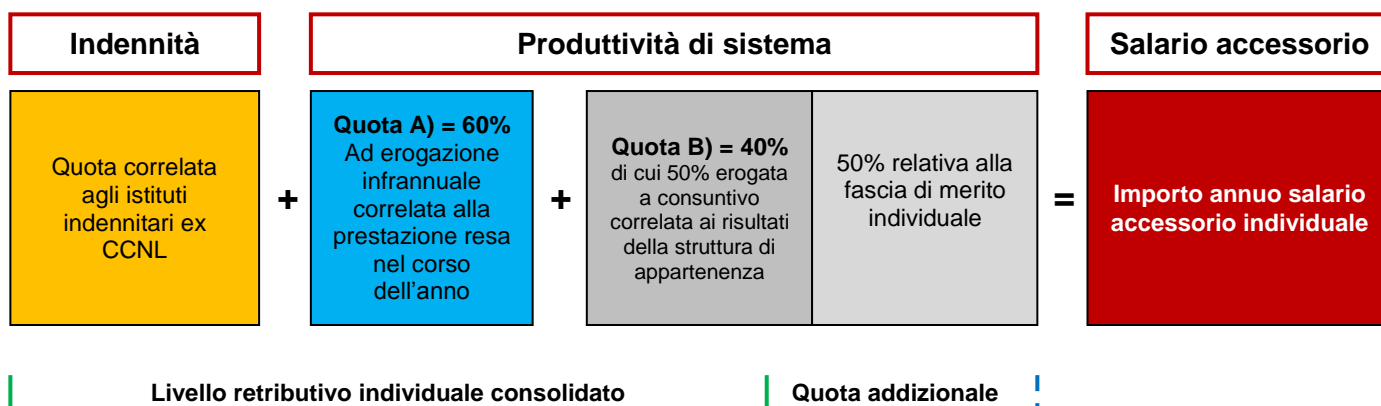 Indennità
Produttività di sistema
Salario accessorio
Quota correlata
agli istituti
indennitari ex
CCNL
+
Quota A) = 60%
Ad erogazione
infrannuale
correlata alla
prestazione resa
nel corso
dell’anno
+
Quota B) = 40%
di cui 50% erogata
a consuntivo
correlata ai risultati
della struttura di
appartenenza
50% relativa alla
fascia di merito
individuale
=
Importo annuo salario
accessorio individuale
Livello retributivo individuale consolidato
Quota addizionale